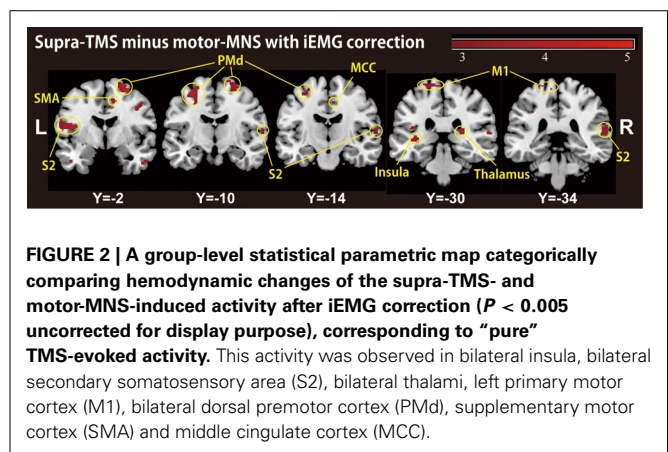 Supra-TMS minus motor-MNS with iEMG correction
3 4 5
PMd MCC M1
SMA
L R
S2 S2 Insula Thalamus S2
Y=-2 Y=-10 Y=-14 Y=-30 Y=-34
FIGURE 2 | A group-level statistical parametric map categorically
comparing hemodynamic changes of the supra-TMS- and
motor-MNS-induced activity after iEMG correction (P < 0.005
uncorrected for display purpose), corresponding to “pure”
TMS-evoked activity. This activity was observed in bilateral insula, bilateral
secondary somatosensory area (S2), bilateral thalami, left primary motor
cortex (M1), bilateral dorsal premotor cortex (PMd), supplementary motor
cortex (SMA) and middle cingulate cortex (MCC).